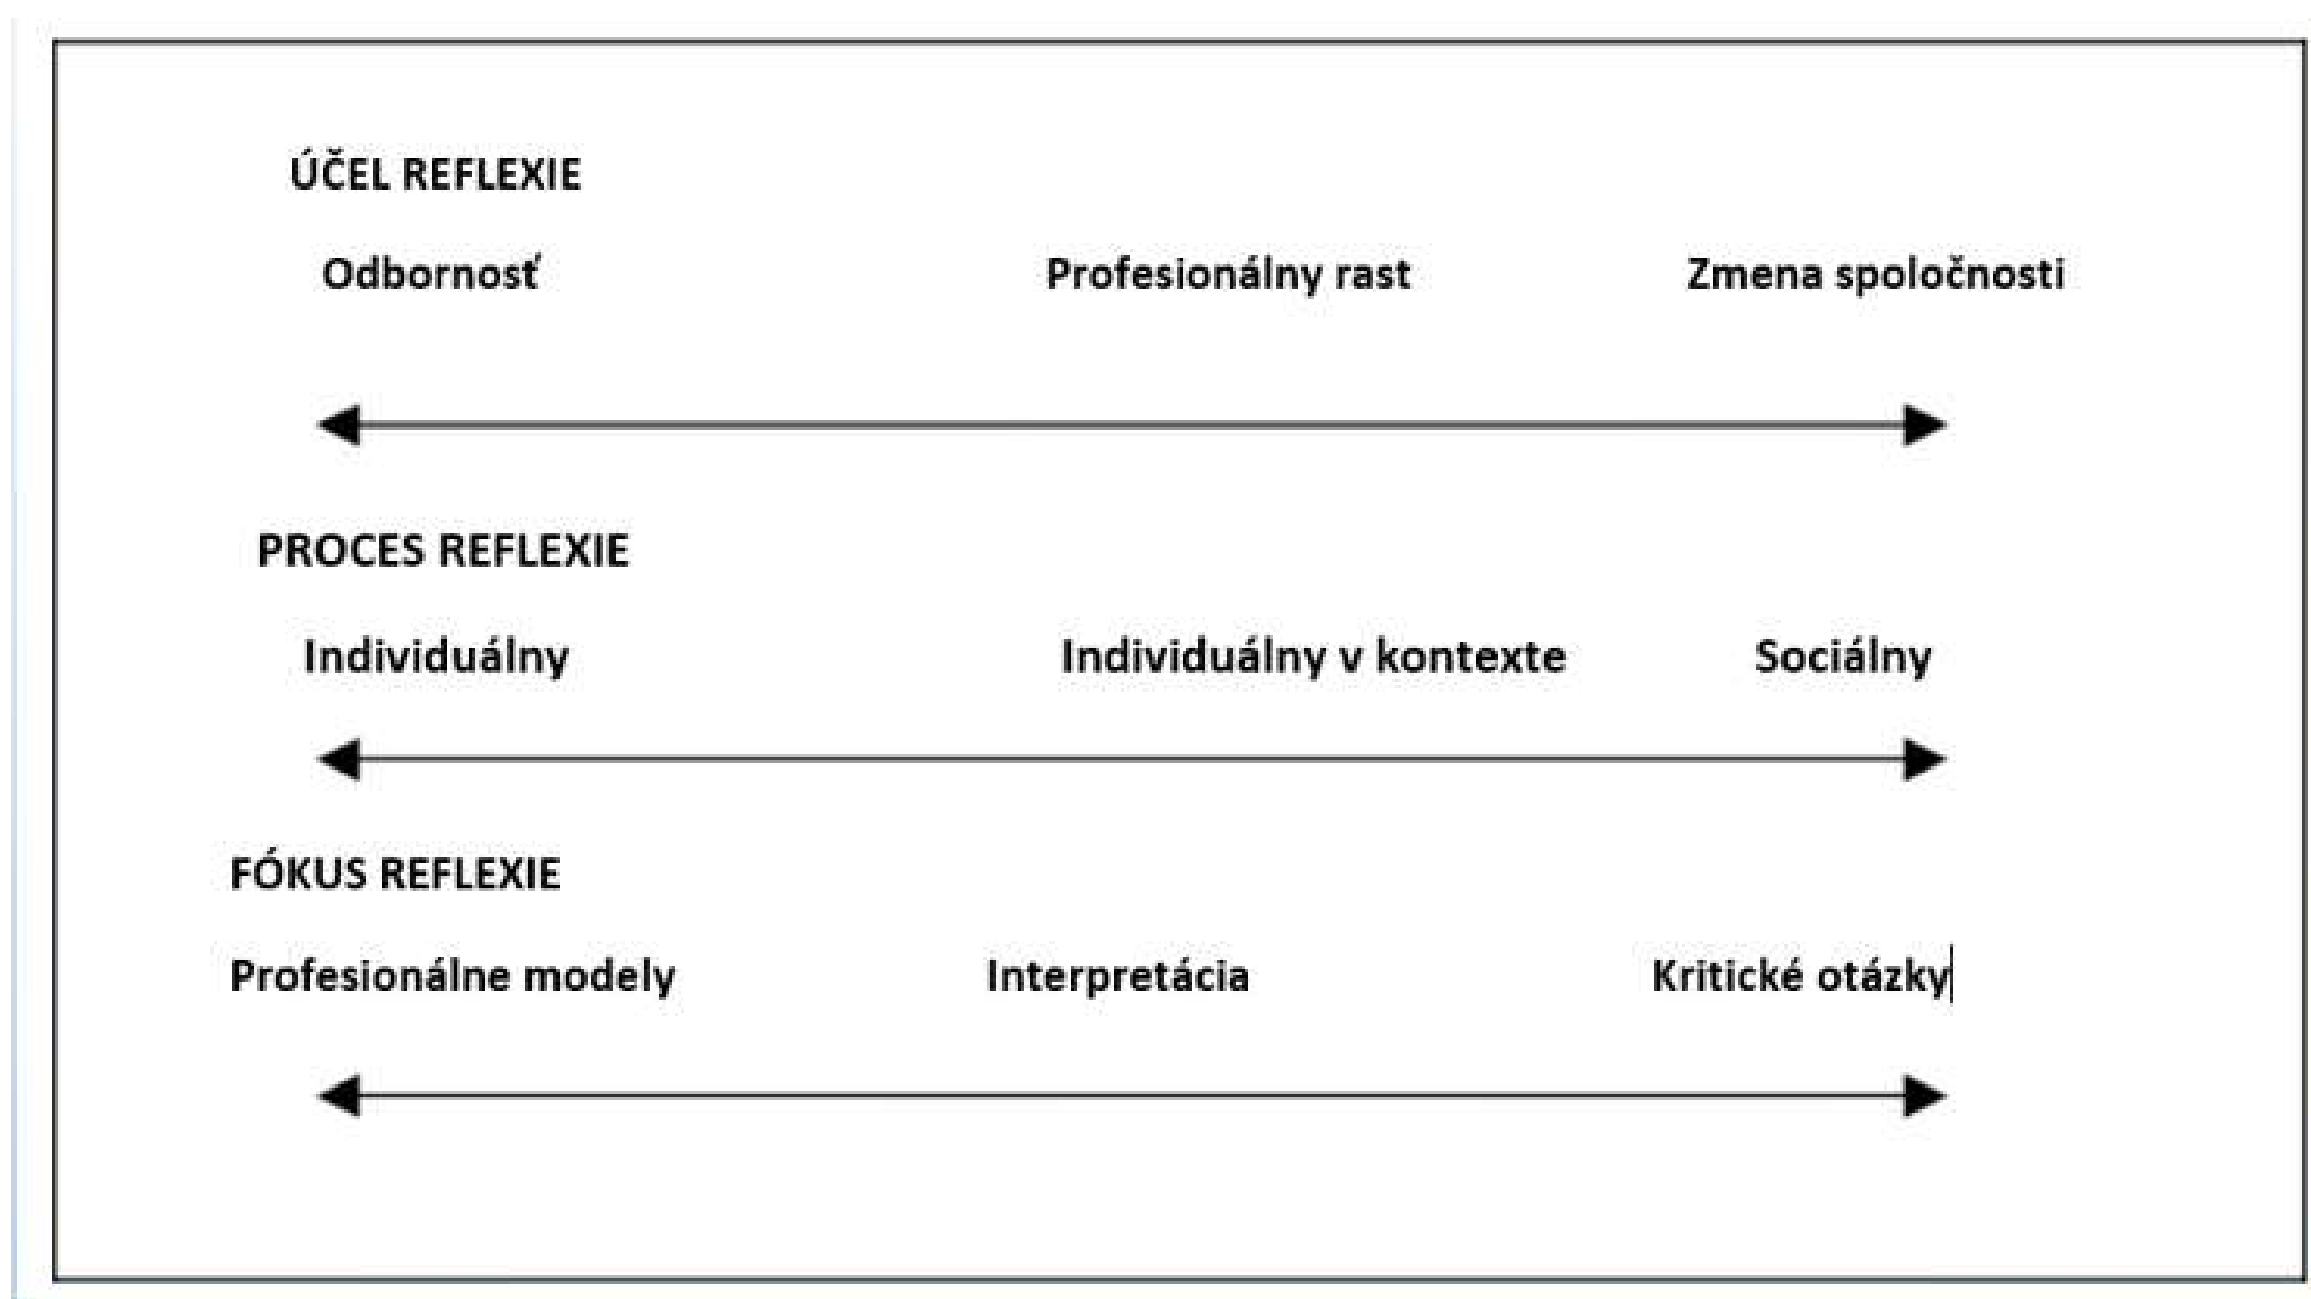 ÚČEL REFLEXIE
Odbornosť Profesionálny rast Zmena spoločnosti
PROCES REFLEXIE
Individuálny Individuálny v kontexte Sociálny
FÓKUS REFLEXIE
Profesionálne modely Interpretácia Kritické otázky